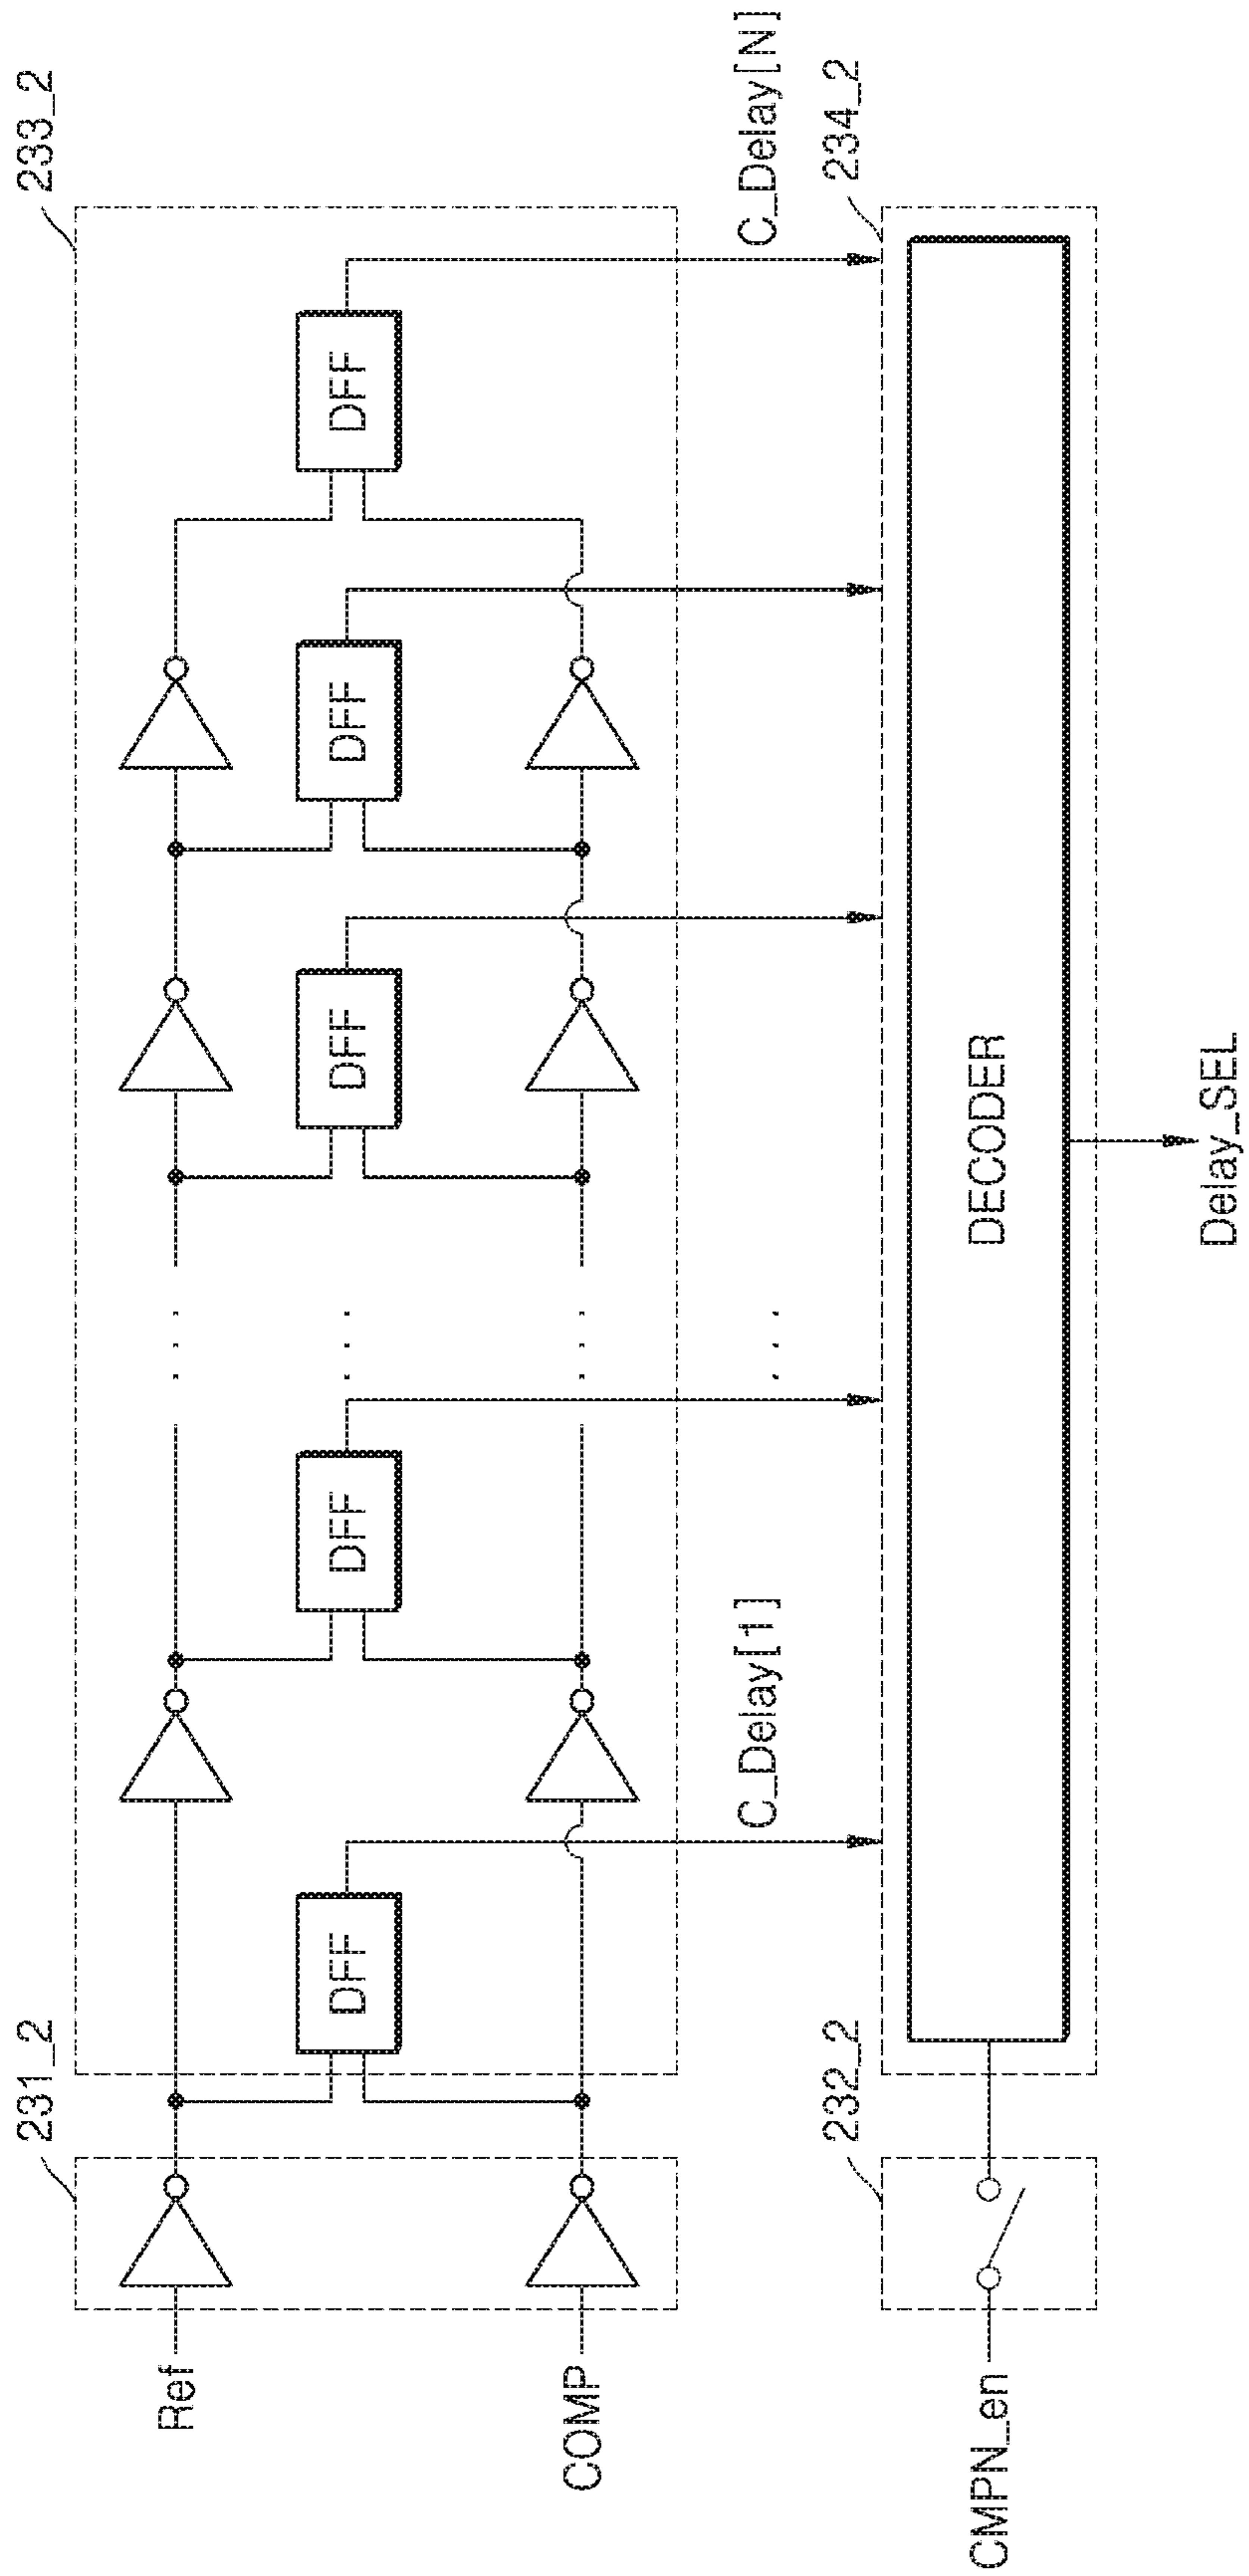 231_2
233_2
Ref
DFF
DFF
DFF
DFF
DFF
COMP
C_Delay[1]
C_Delay[N]
232_2
234_2
CMPN_en
DECODER
Delay_SEL